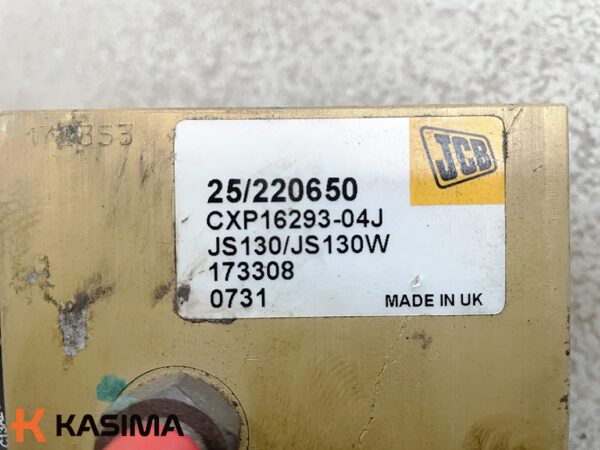 JCB
25/220650
CXP16293-04J
JS130/JS130W
173308
0731
MADE IN UK
KASIMA